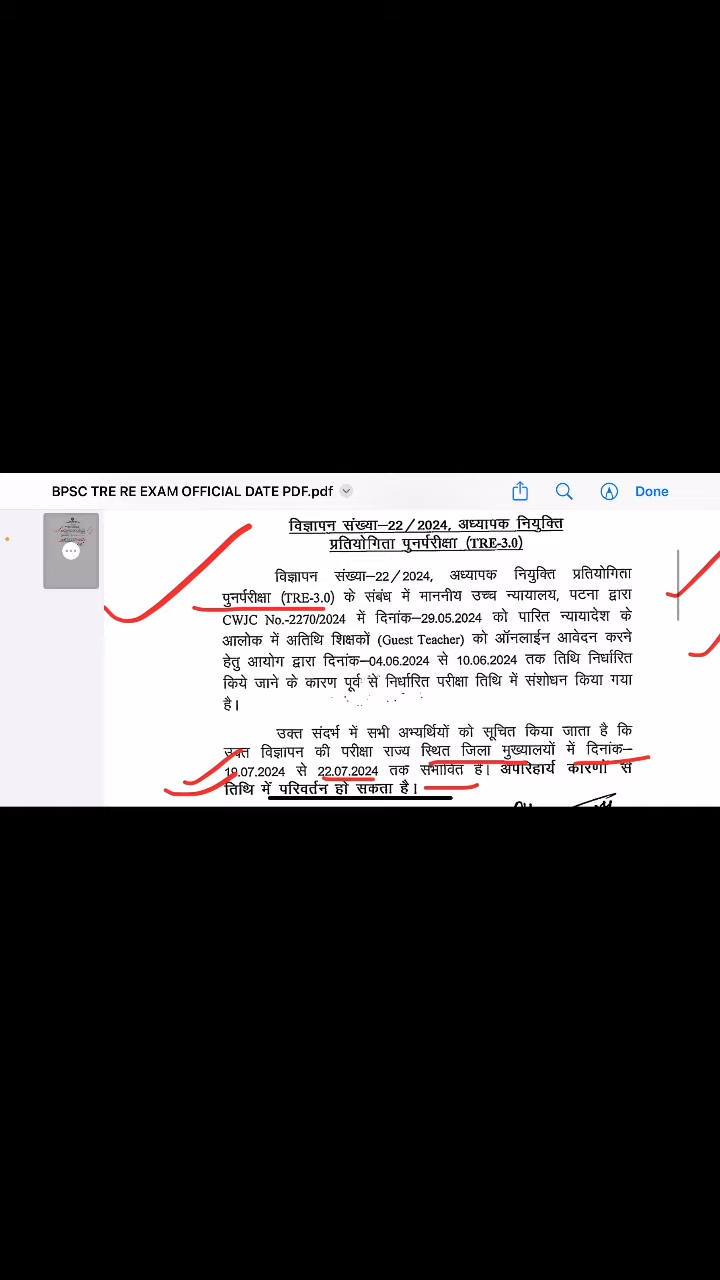 BPSC TRE RE EXAM OFFICIAL DATE PDF.pdf
Done
विज्ञापन संख्या–22/2024, अध्यापक नियुक्ति
प्रतियोगिता पुनर्परीक्षा (TRE-3.0)
विज्ञापन संख्या–22/2024, अध्यापक नियुक्ति प्रतियोगिता
पुनर्परीक्षा (TRE-3.0) के संबंध में माननीय उच्च न्यायालय, पटना द्वारा
CWJC No.-2270/2024 में दिनांक–29.05.2024 को पारित न्यायादेश के
आलोक में अतिथि शिक्षकों (Guest Teacher) को ऑनलाईन आवेदन करने
हेतु आयोग द्वारा दिनांक–04.06.2024 से 10.06.2024 तक तिथि निर्धारित
किये जाने के कारण पूर्व से निर्धारित परीक्षा तिथि में संशोधन किया गया
है।
उक्त संदर्भ में सभी अभ्यर्थियों को सूचित किया जाता है कि
उक्त विज्ञापन की परीक्षा राज्य स्थित जिला मुख्यालयों में दिनांक–
19.07.2024 से 22.07.2024 तक संभावित है। अपरिहार्य कारणों से
तिथि में परिवर्तन हो सकता है।